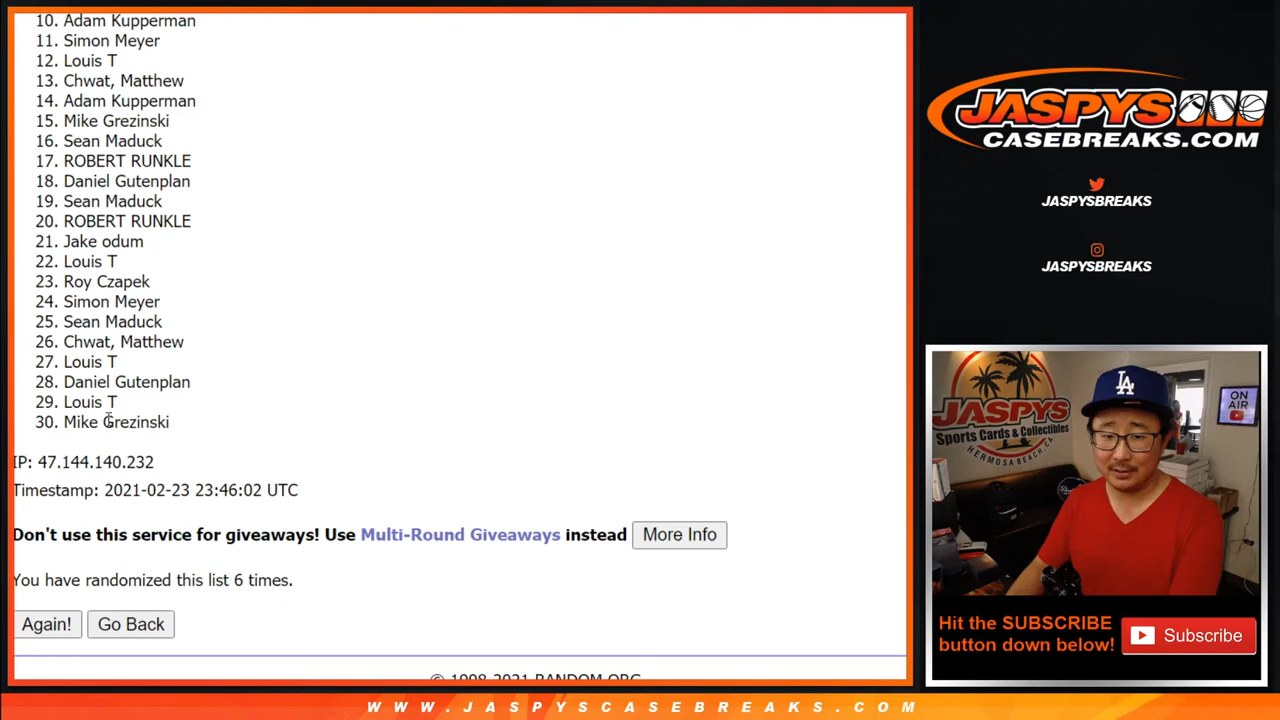 10. Adam Kupperman
11. Simon Meyer
12. Louis T
13. Chwat, Matthew
14. Adam Kupperman
15. Mike Grezinski
16. Sean Maduck
17. ROBERT RUNKLE
18. Daniel Gutenplan
19. Sean Maduck
20. ROBERT RUNKLE
21. Jake odum
22. Louis T
23. Roy Czapek
24. Simon Meyer
25. Sean Maduck
26. Chwat, Matthew
27. Louis T
28. Daniel Gutenplan
29. Louis T
30. Mike Grezinski
IP: 47.144.140.232
Timestamp: 2021-02-23 23:46:02 UTC
Don't use this service for giveaways! Use Multi-Round Giveaways instead More Info
You have randomized this list 6 times.
Again! Go Back
© 1998-2021 RANDOM.ORG
JASPYS
CASEBREAKS.COM
JASPYSBREAKS
JASPYSBREAKS
JASPYS
Sports Cards & Collectibles
HERMOSA BEACH, CA
LA
ON AIR
Hit the SUBSCRIBE
button down below!
Subscribe
WWW.JASPYSCASEBREAKS.COM